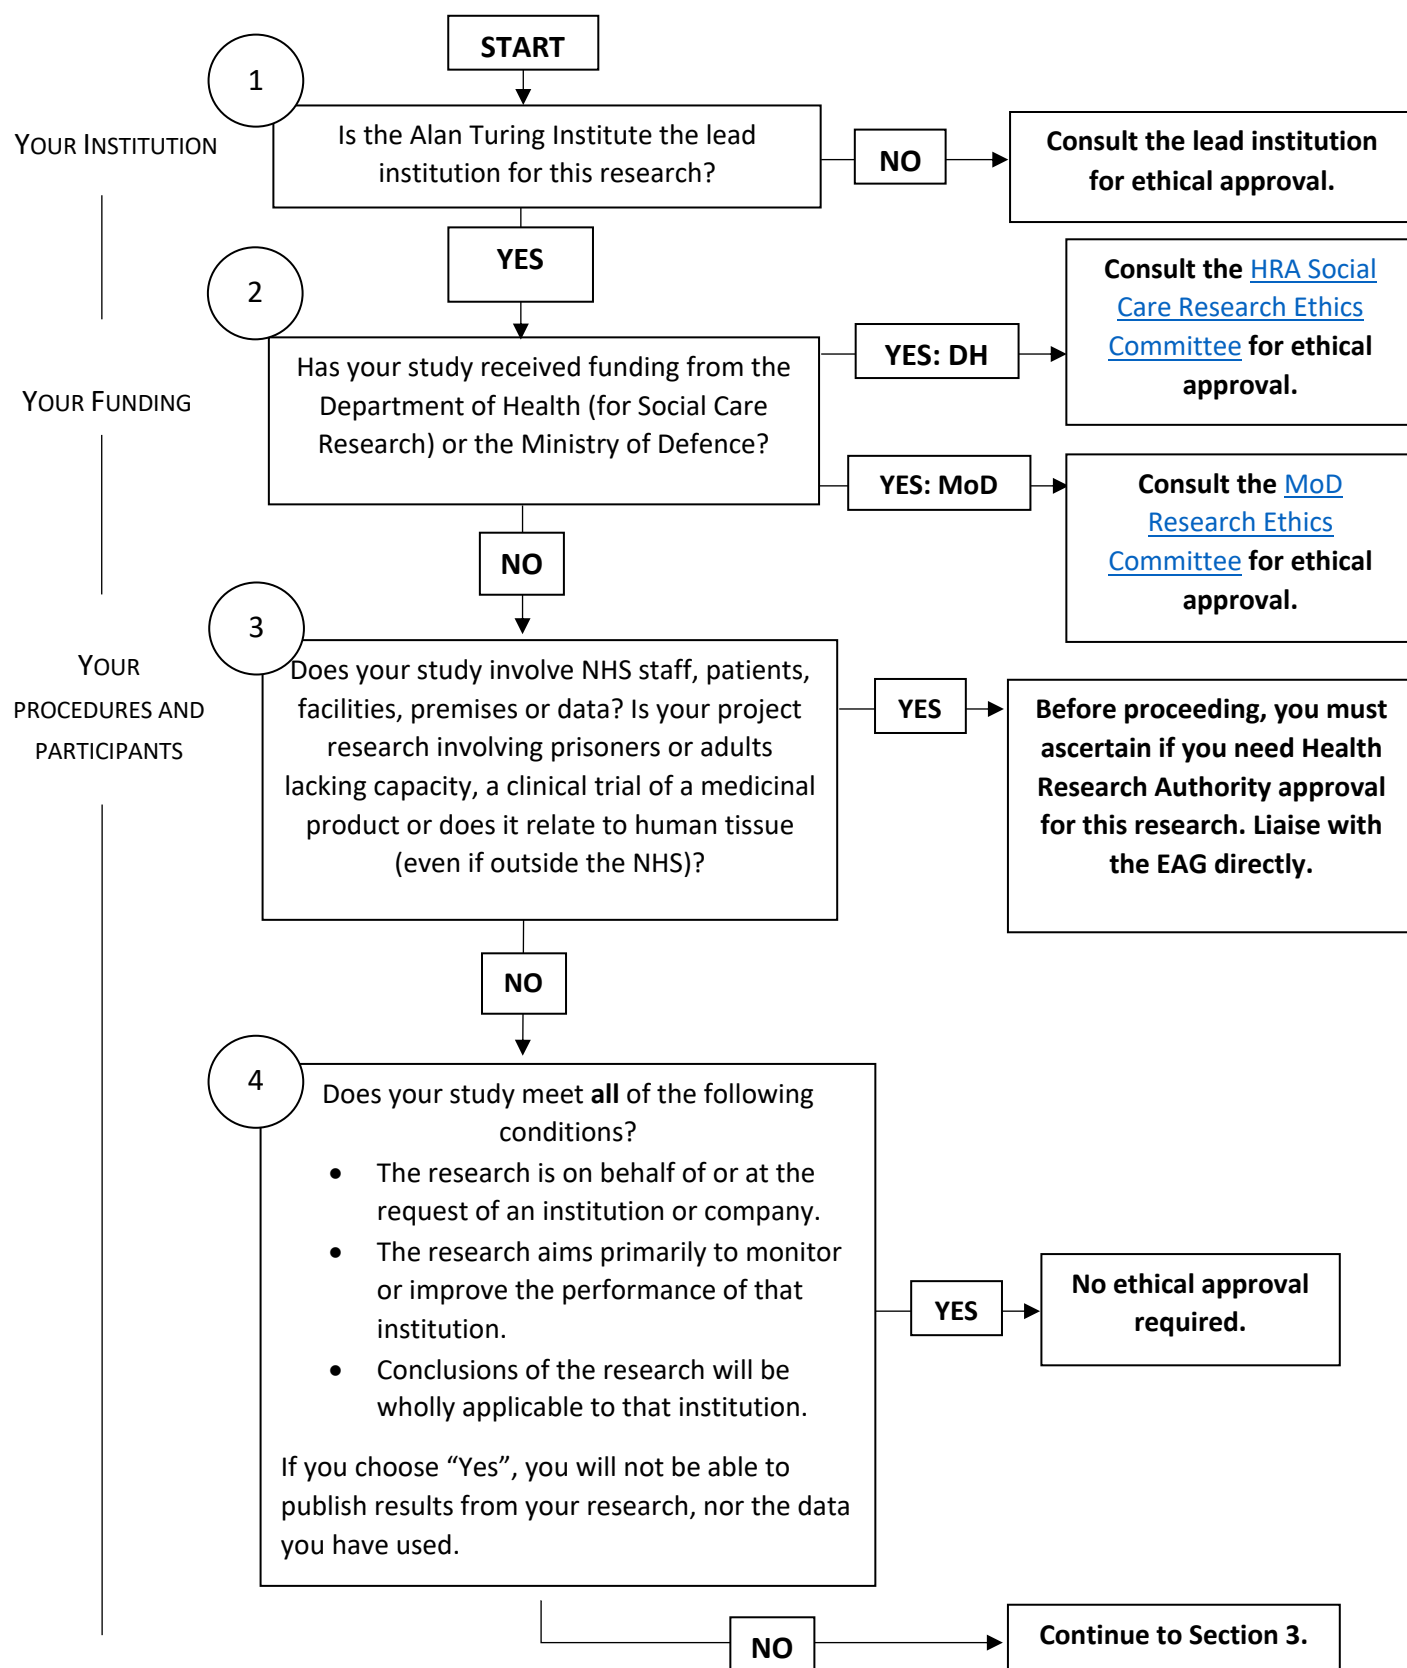 START
1
YOUR INSTITUTION
Is the Alan Turing Institute the lead
institution for this research?
NO
Consult the lead institution
for ethical approval.
YES
2
YOUR FUNDING
Has your study received funding from the
Department of Health (for Social Care
Research) or the Ministry of Defence?
YES: DH
Consult the HRA Social
Care Research Ethics
Committee for ethical
approval.
YES: MoD
Consult the MoD
Research Ethics
Committee for ethical
approval.
NO
3
YOUR
PROCEDURES AND
PARTICIPANTS
Does your study involve NHS staff, patients,
facilities, premises or data? Is your project
research involving prisoners or adults
lacking capacity, a clinical trial of a medicinal
product or does it relate to human tissue
(even if outside the NHS)?
YES
Before proceeding, you must
ascertain if you need Health
Research Authority approval
for this research. Liaise with
the EAG directly.
NO
4
Does your study meet all of the following
conditions?
• The research is on behalf of or at the
request of an institution or company.
• The research aims primarily to monitor
or improve the performance of that
institution.
• Conclusions of the research will be
wholly applicable to that institution.
If you choose “Yes”, you will not be able to
publish results from your research, nor the data
you have used.
YES
No ethical approval
required.
NO
Continue to Section 3.